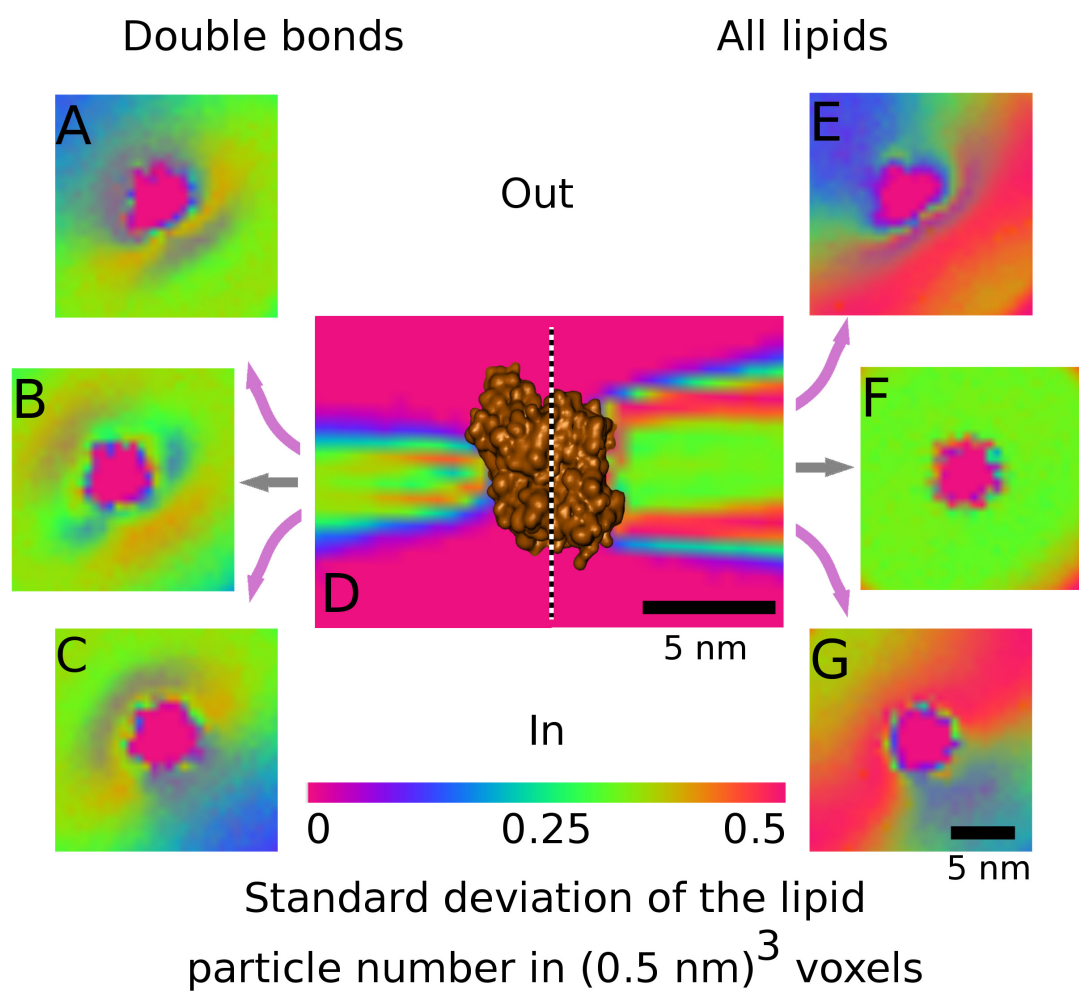 Double bonds
All lipids
A
E
Out
B
F
D
5 nm
C
G
In
0
0.25
0.5
5 nm
Standard deviation of the lipid
particle number in (0.5 nm)³ voxels